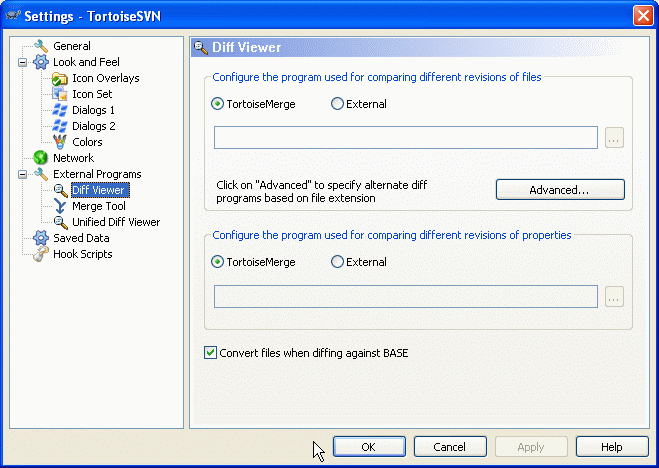 Settings - TortoiseSVN
General
Look and Feel
Icon Overlays
Icon Set
Dialogs 1
Dialogs 2
Colors
Network
External Programs
Diff Viewer
Merge Tool
Unified Diff Viewer
Saved Data
Hook Scripts
Diff Viewer
Configure the program used for comparing different revisions of files
TortoiseMerge External
...
Click on "Advanced" to specify alternate diff
programs based on file extension
Advanced...
Configure the program used for comparing different revisions of properties
TortoiseMerge External
...
Convert files when diffing against BASE
OK Cancel Apply Help